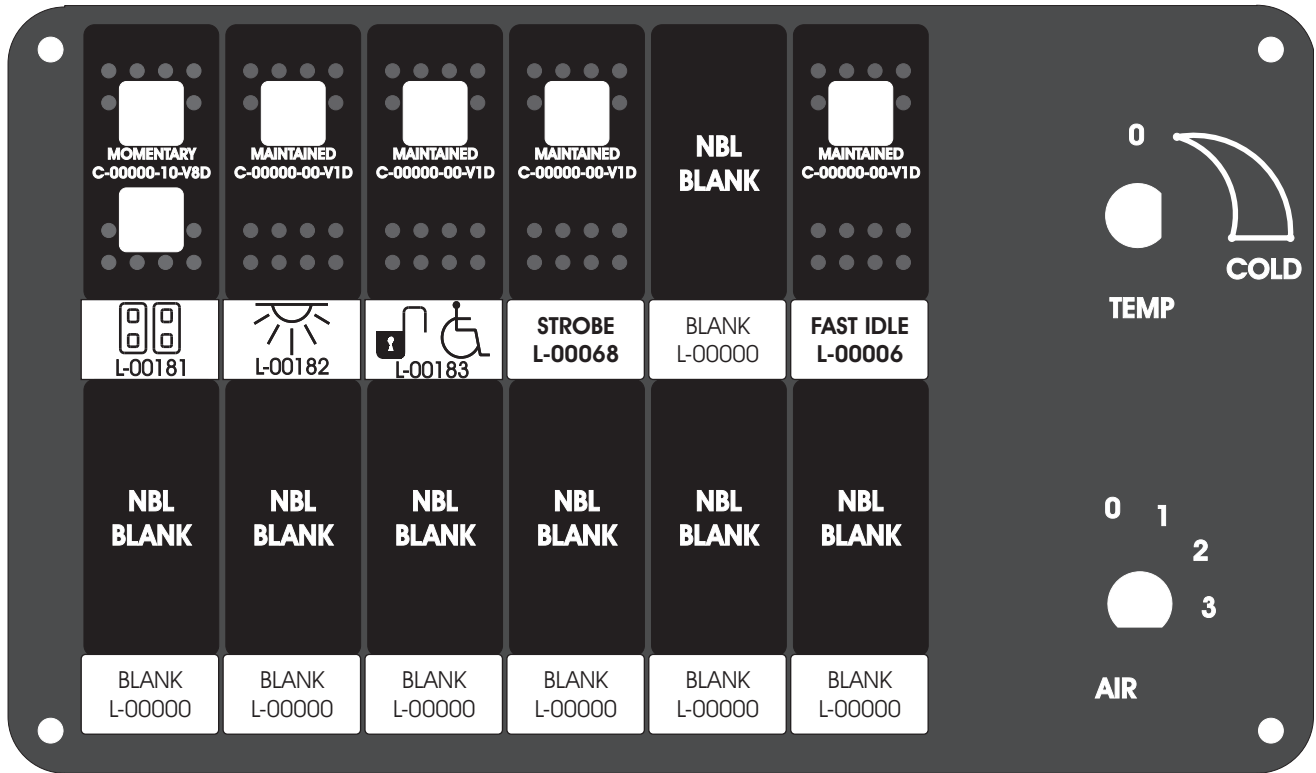 MOMENTARY
C-00000-10-V8D
MAINTAINED
C-00000-00-V1D
MAINTAINED
C-00000-00-V1D
MAINTAINED
C-00000-00-V1D
NBL
BLANK
MAINTAINED
C-00000-00-V1D
L-00181
L-00182
L-00183
STROBE
L-00068
BLANK
L-00000
FAST IDLE
L-00006
NBL
BLANK
NBL
BLANK
NBL
BLANK
NBL
BLANK
NBL
BLANK
NBL
BLANK
BLANK
L-00000
BLANK
L-00000
BLANK
L-00000
BLANK
L-00000
BLANK
L-00000
BLANK
L-00000
0
COLD
TEMP
0
1
2
3
AIR